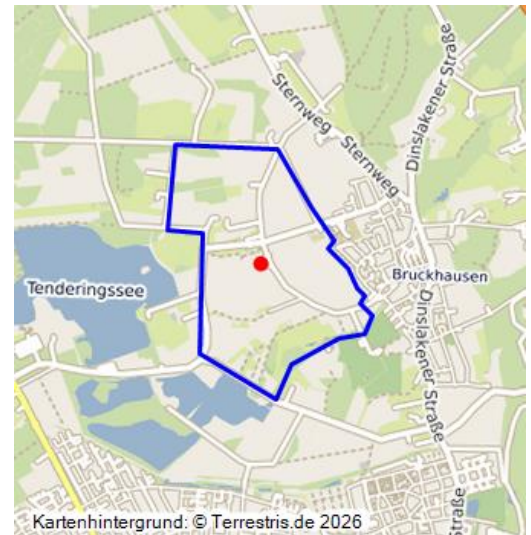 Sternweg
Sternweg
Dinslakener Straße
Tenderingssee
Bruckhausen
Dinslakener Straße
Straße
Kartenhintergrund: © Terrestris.de 2026